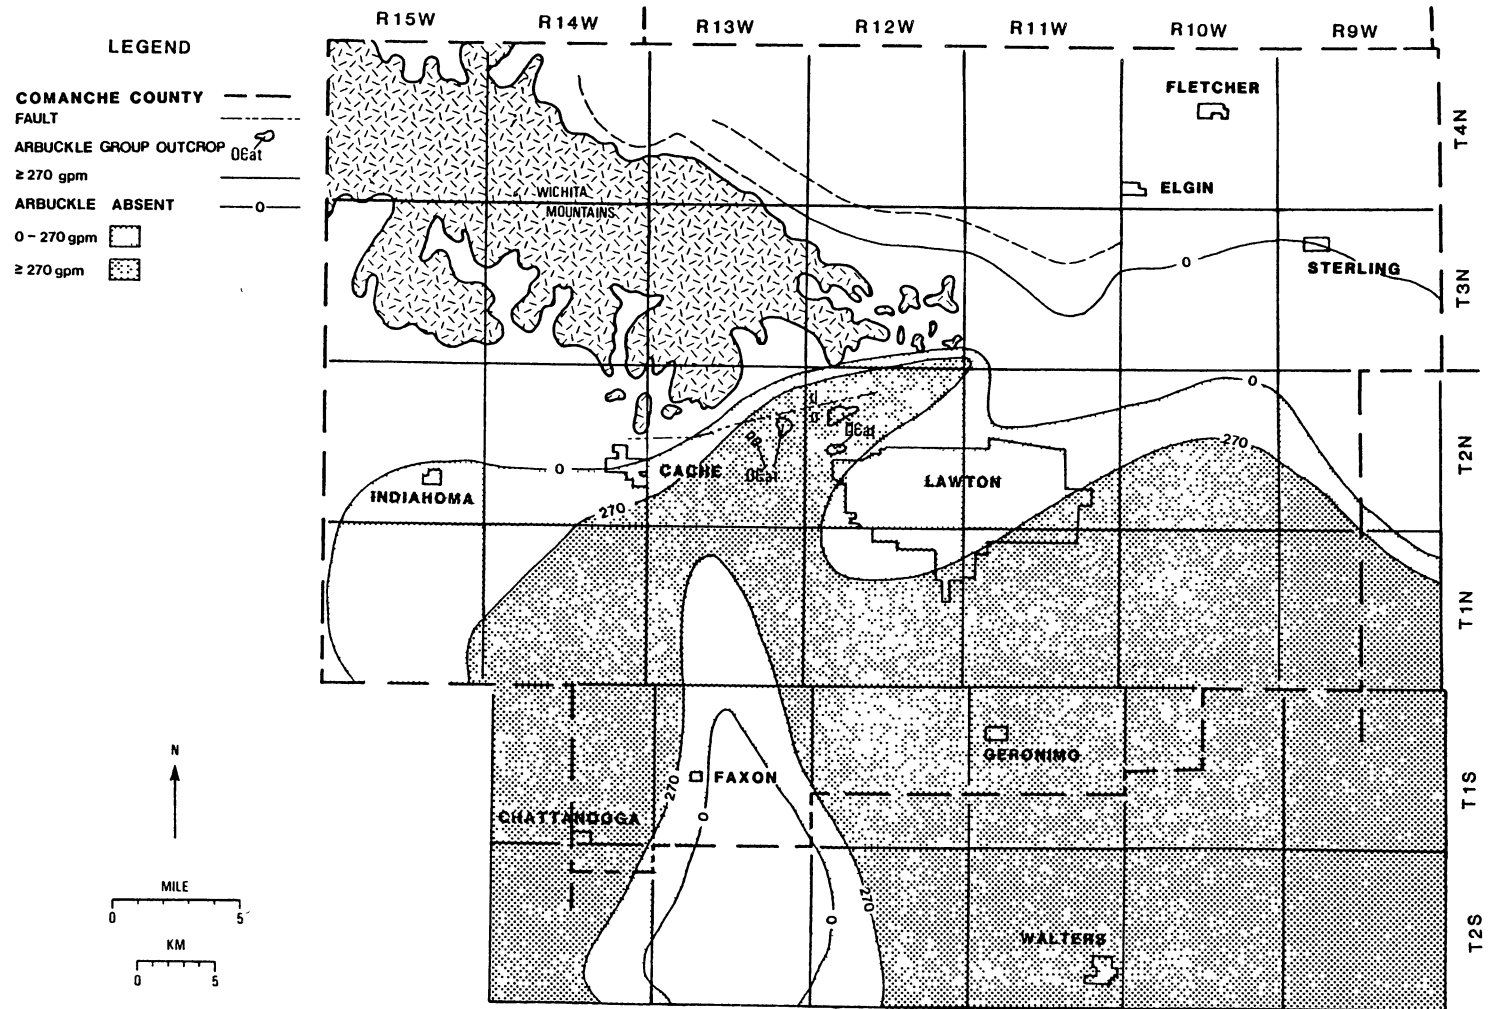 R15W R14W R13W R12W R11W R10W R9W
LEGEND
COMANCHE COUNTY
FAULT
ARBUCKLE GROUP OUTCROP
OЄat
≥ 270 gpm
ARBUCKLE ABSENT
0
0 – 270 gpm
≥ 270 gpm
FLETCHER
T4N
ELGIN
WICHITA
MOUNTAINS
0
STERLING
T3N
0
U
D
OЄat
270
T2N
0
CACHE
OЄat
LAWTON
INDIAHOMA
270
T1N
N
GERONIMO
270
FAXON
T1S
CHATTANOOGA
0
MILE
0 5
270
0
T2S
WALTERS
KM
0 5